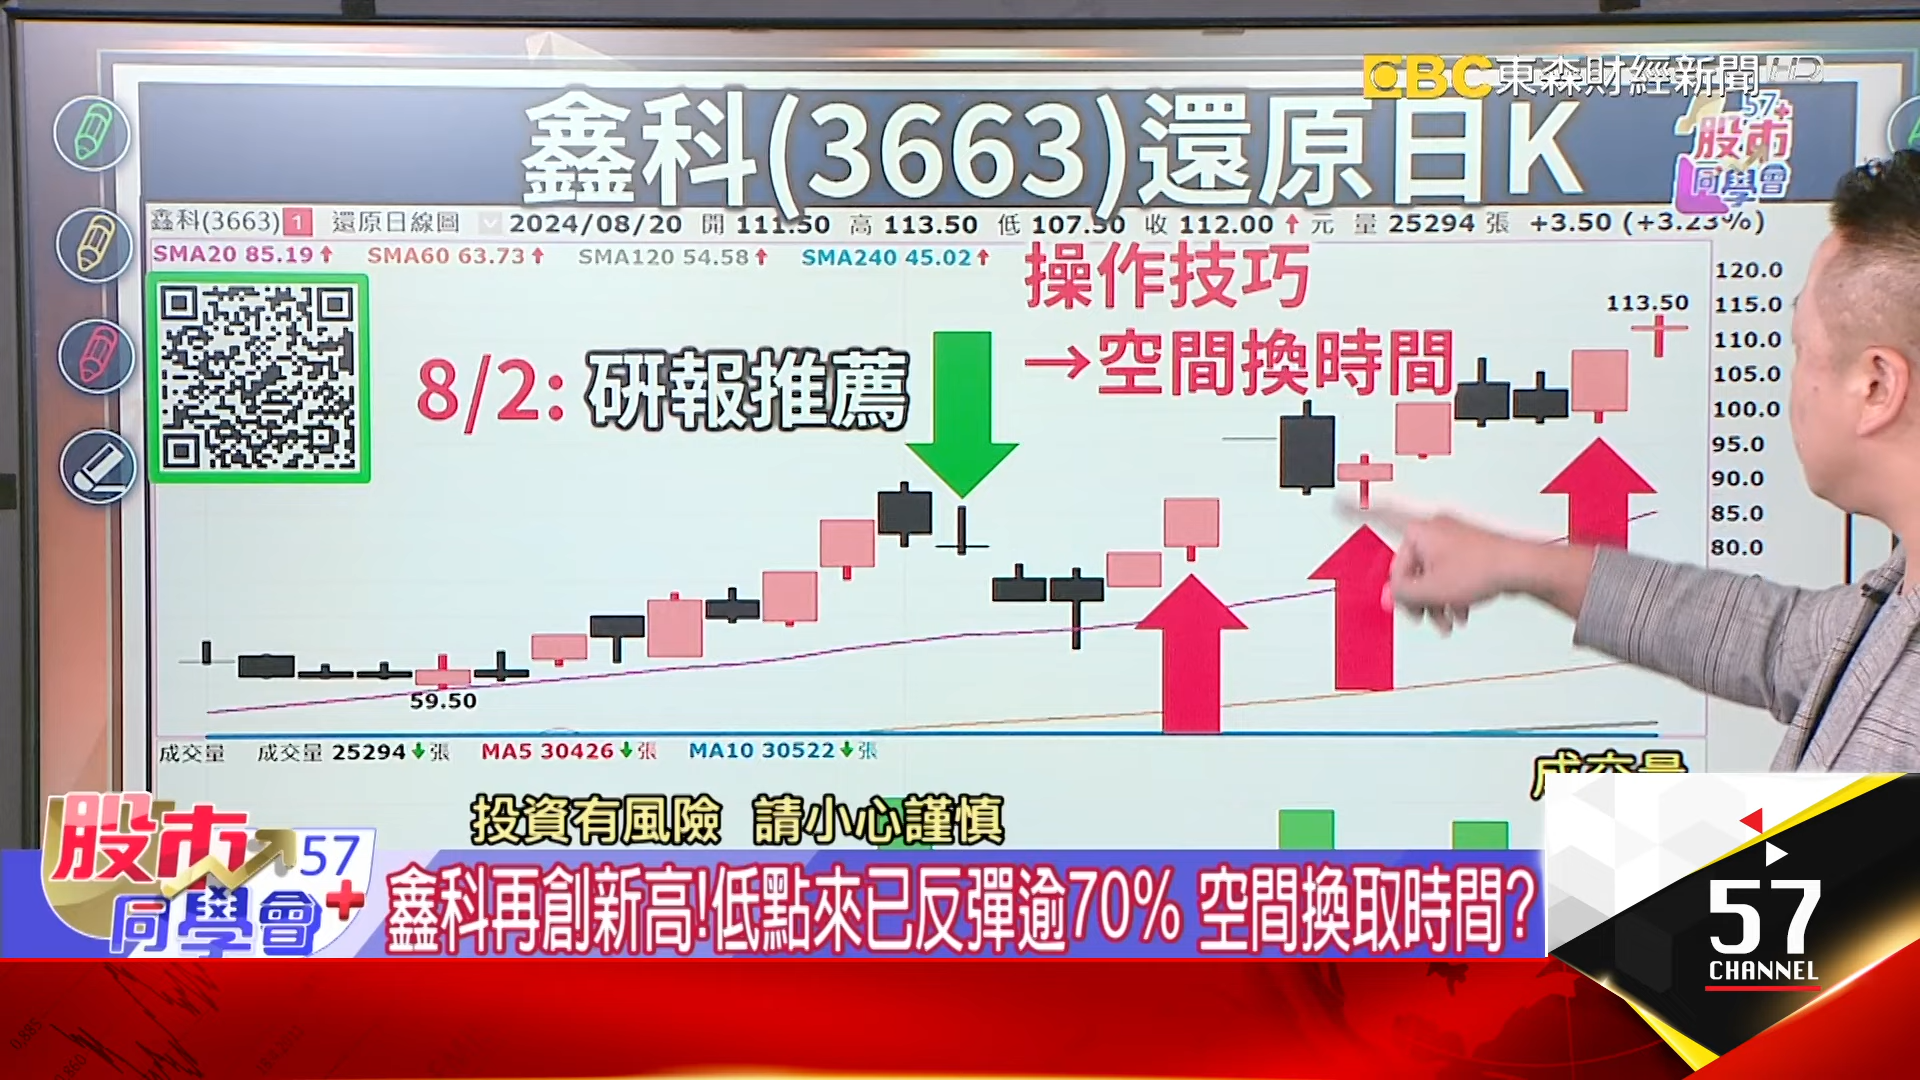 EBC東森財經新聞HD
鑫科(3663)還原日K
57+
股市
同學會
鑫科(3663) 1 還原日線圖 2024/08/20 開 111.50 高 113.50 低 107.50 收 112.00 ↑ 元 量 25294 張 +3.50 (+3.23%)
SMA20 85.19↑ SMA60 63.73↑ SMA120 54.58↑ SMA240 45.02↑
操作技巧
→空間換時間
8/2: 研報推薦
113.50
120.0
115.0
110.0
105.0
100.0
95.0
90.0
85.0
80.0
59.50
成交量 成交量 25294↓張 MA5 30426↓張 MA10 30522↓張
成交量
投資有風險 請小心謹慎
股市 57
同學會+
鑫科再創新高!低點來已反彈逾70% 空間換取時間?
57
CHANNEL